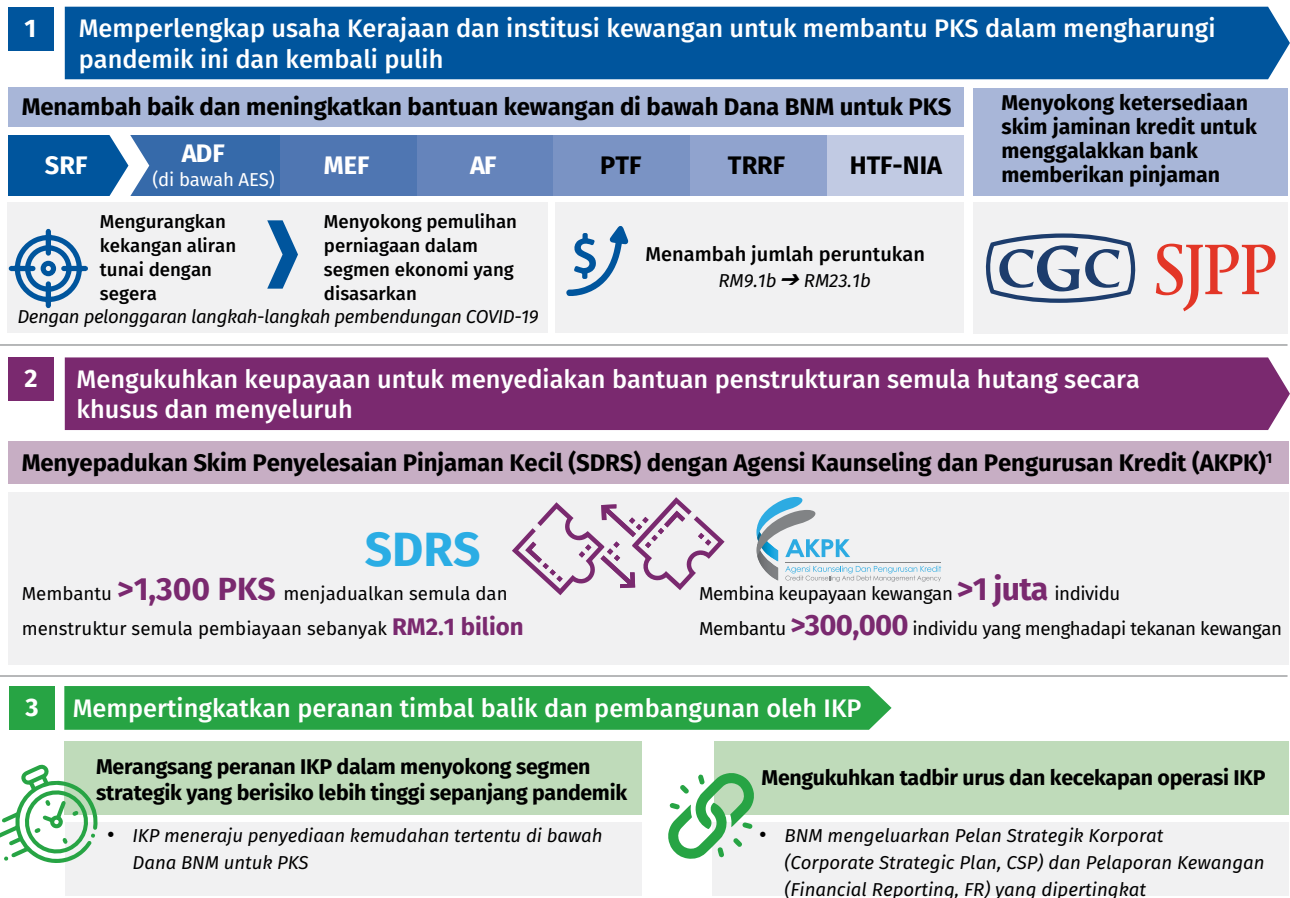 1
Memperlengkap usaha Kerajaan dan institusi kewangan untuk membantu PKS dalam mengharungi
pandemik ini dan kembali pulih
Menambah baik dan meningkatkan bantuan kewangan di bawah Dana BNM untuk PKS
SRF
ADF
(di bawah AES)
MEF
AF
PTF
TRRF
HTF-NIA
Mengurangkan
kekangan aliran
tunai dengan
segera
Menyokong pemulihan
perniagaan dalam
segmen ekonomi yang
disasarkan
Dengan pelonggaran langkah-langkah pembendungan COVID-19
$
Menambah jumlah peruntukan
RM9.1b ➔ RM23.1b
Menyokong ketersediaan
skim jaminan kredit untuk
menggalakkan bank
memberikan pinjaman
CGC
SJPP
2
Mengukuhkan keupayaan untuk menyediakan bantuan penstrukturan semula hutang secara
khusus dan menyeluruh
Menyepadukan Skim Penyelesaian Pinjaman Kecil (SDRS) dengan Agensi Kaunseling dan Pengurusan Kredit (AKPK)¹
SDRS
Membantu >1,300 PKS menjadualkan semula dan
menstruktur semula pembiayaan sebanyak RM2.1 bilion
AKPK
Agensi Kaunseling Dan Pengurusan Kredit
Credit Counselling And Debt Management Agency
Membina keupayaan kewangan >1 juta individu
Membantu >300,000 individu yang menghadapi tekanan kewangan
3
Mempertingkatkan peranan timbal balik dan pembangunan oleh IKP
Merangsang peranan IKP dalam menyokong segmen
strategik yang berisiko lebih tinggi sepanjang pandemik
• IKP meneraju penyediaan kemudahan tertentu di bawah
Dana BNM untuk PKS
Mengukuhkan tadbir urus dan kecekapan operasi IKP
• BNM mengeluarkan Pelan Strategik Korporat
(Corporate Strategic Plan, CSP) dan Pelaporan Kewangan
(Financial Reporting, FR) yang dipertingkat